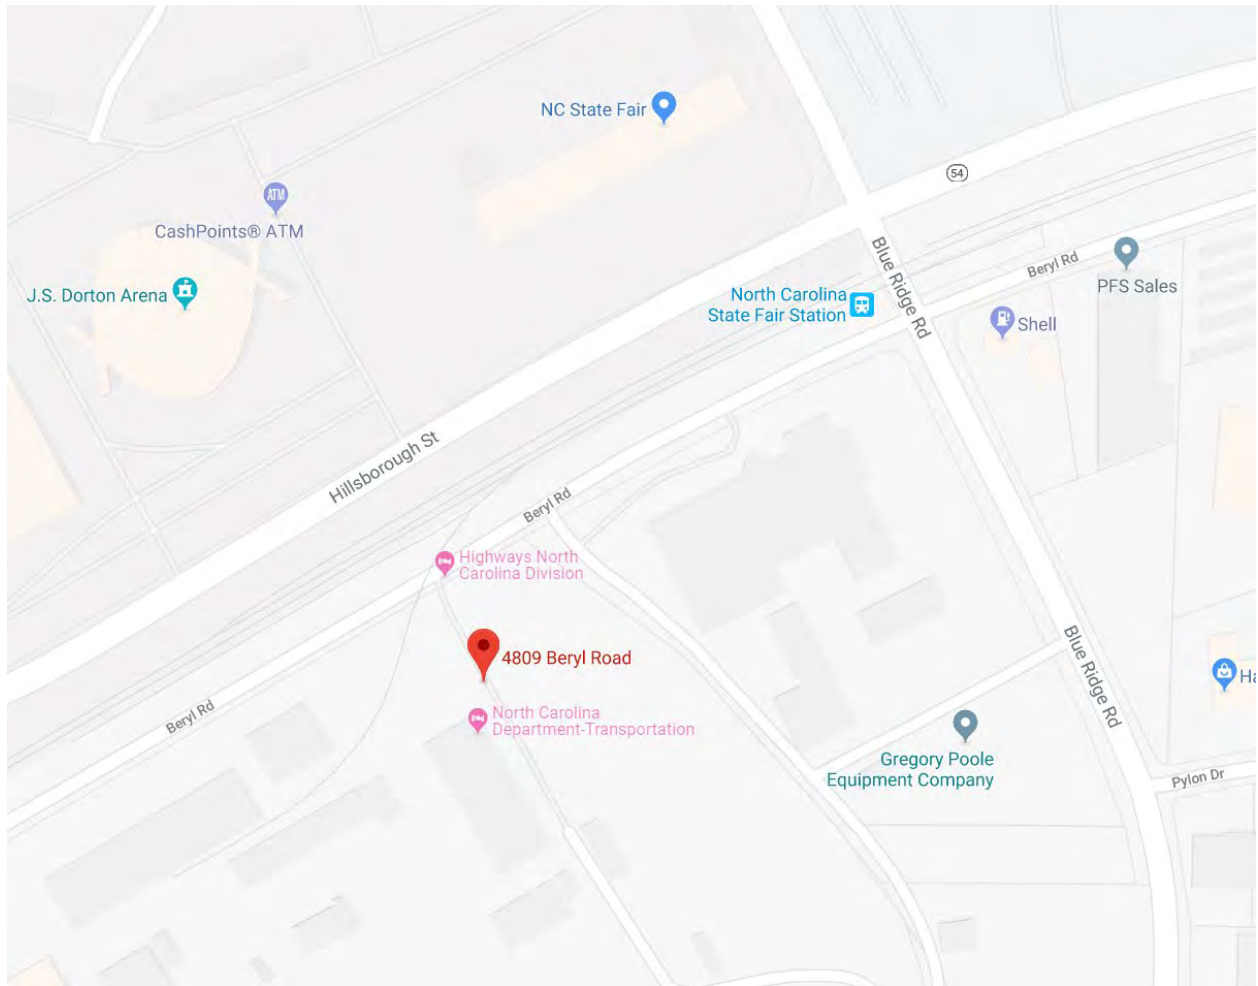 NC State Fair
54
ATM
CashPoints® ATM
J.S. Dorton Arena
Blue Ridge Rd
Beryl Rd
PFS Sales
North Carolina
State Fair Station
Shell
Hillsborough St
Beryl Rd
Highways North
Carolina Division
4809 Beryl Road
Blue Ridge Rd
Ha
Beryl Rd
North Carolina
Department-Transportation
Gregory Poole
Equipment Company
Pylon Dr